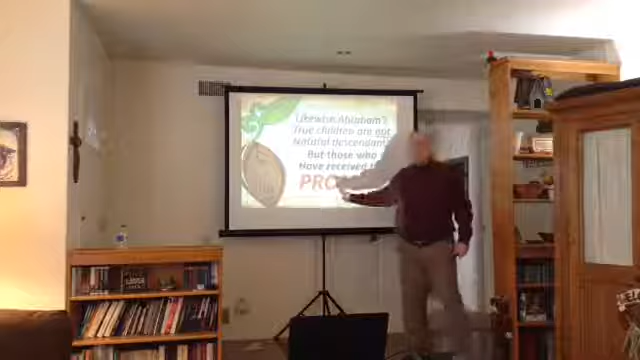 Likewise Abraham's
True children are not
Natural descendants
But those who
Have received
PRO